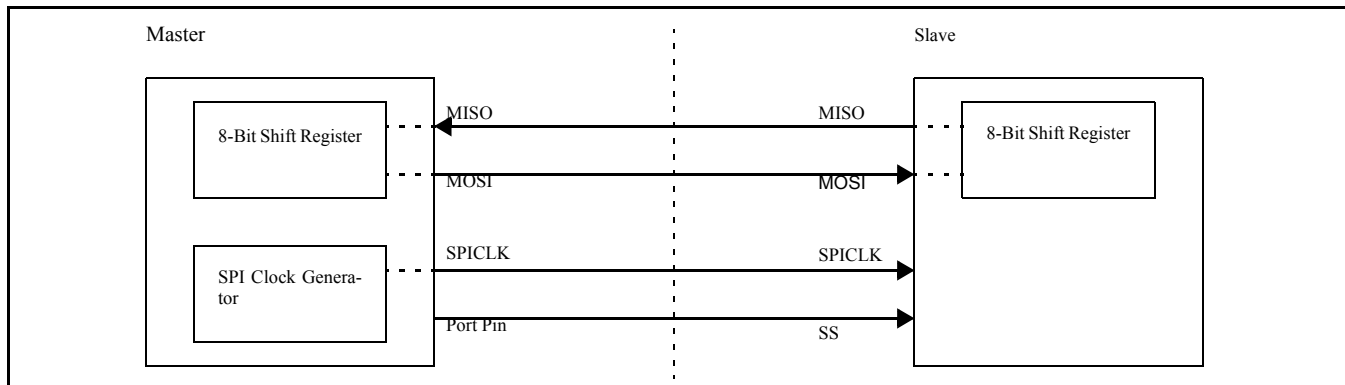 Master
Slave
MISO
MISO
8-Bit Shift Register
8-Bit Shift Register
MOSI
MOSI
SPICLK
SPICLK
SPI Clock Genera-
tor
Port Pin
SS